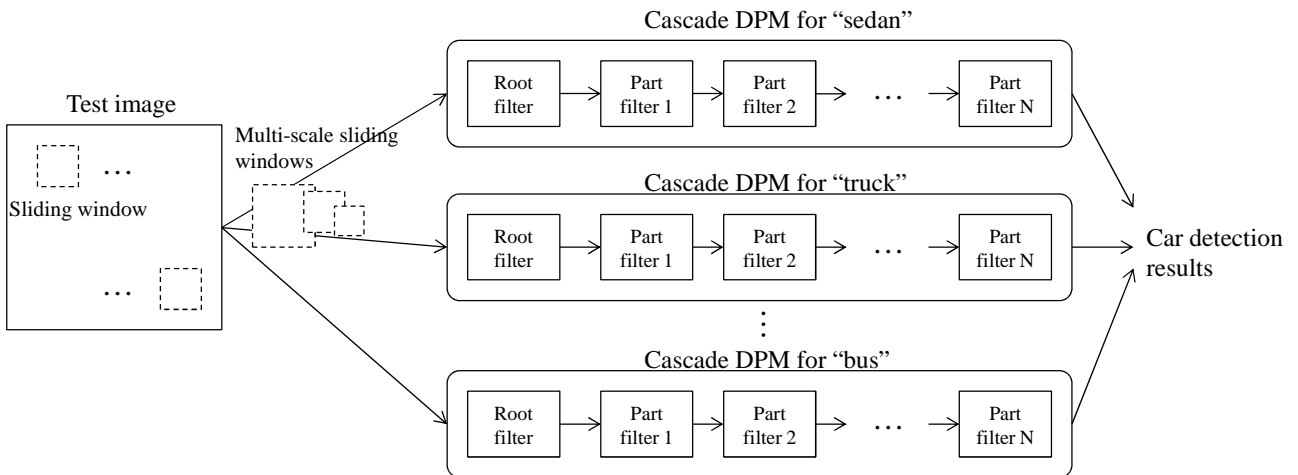 Cascade DPM for “sedan”
Root
filter
Part
filter 1
Part
filter 2
…
Part
filter N
Test image
Multi-scale sliding
windows
…
Sliding window
…
Cascade DPM for “truck”
Root
filter
Part
filter 1
Part
filter 2
…
Part
filter N
Car detection
results
⋮
Cascade DPM for “bus”
Root
filter
Part
filter 1
Part
filter 2
…
Part
filter N